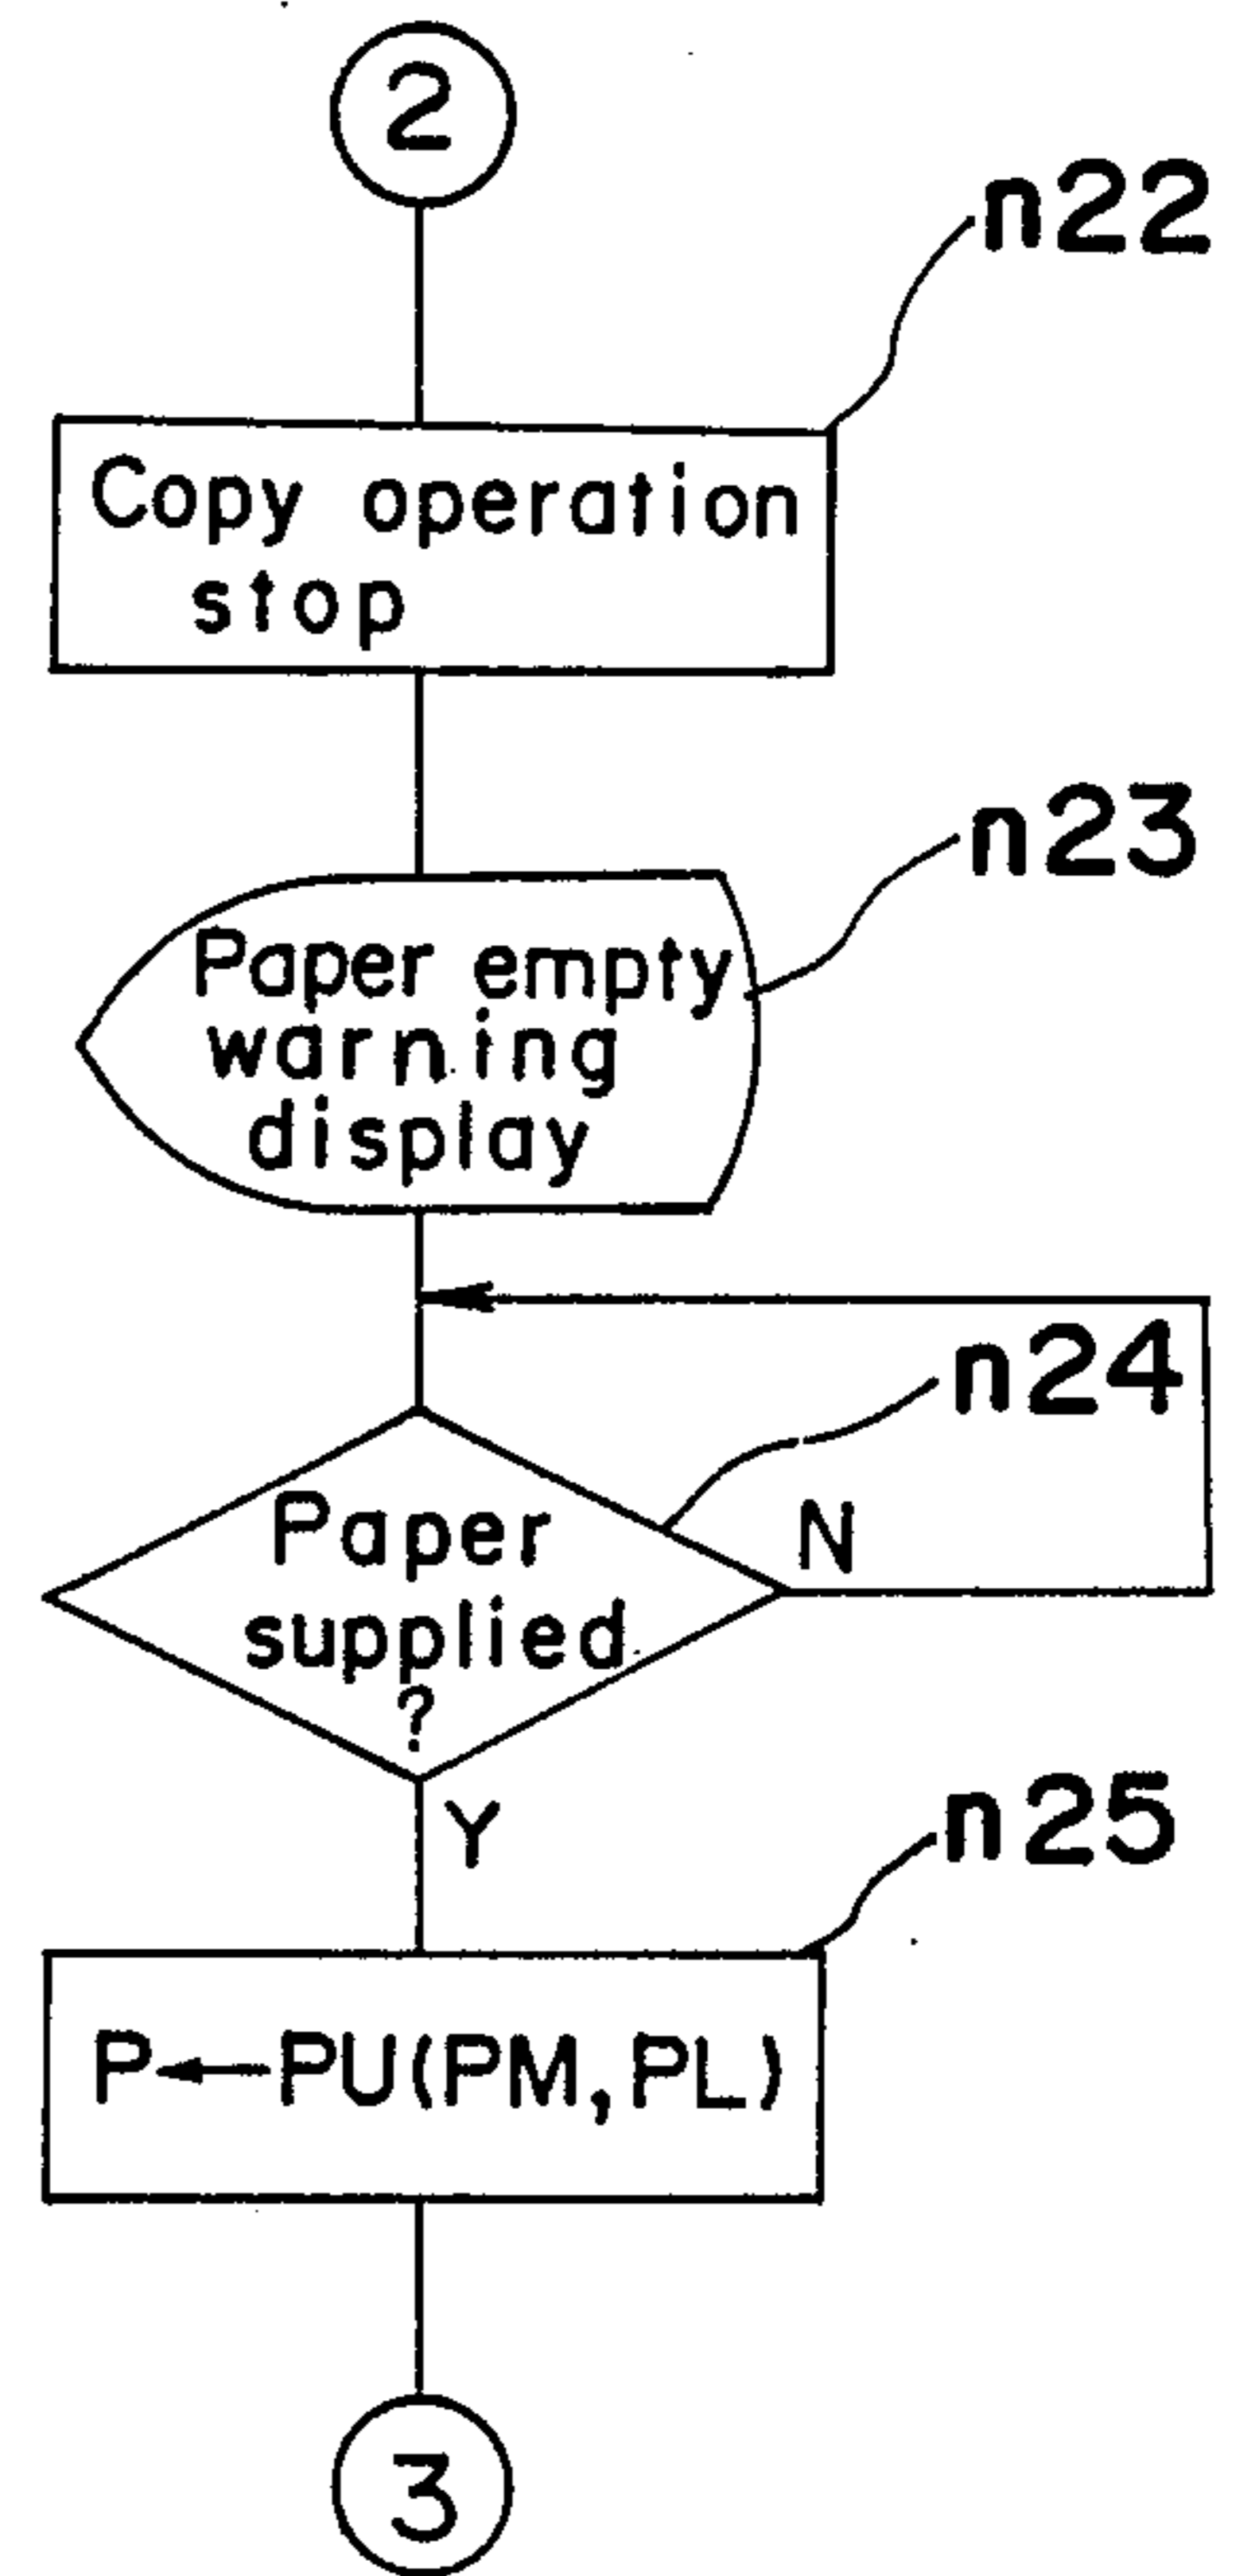 2
n22
Copy operation
stop
n23
Paper empty
warning
display
n24
Paper
supplied
?
N
Y
n25
P←PU(PM,PL)
3